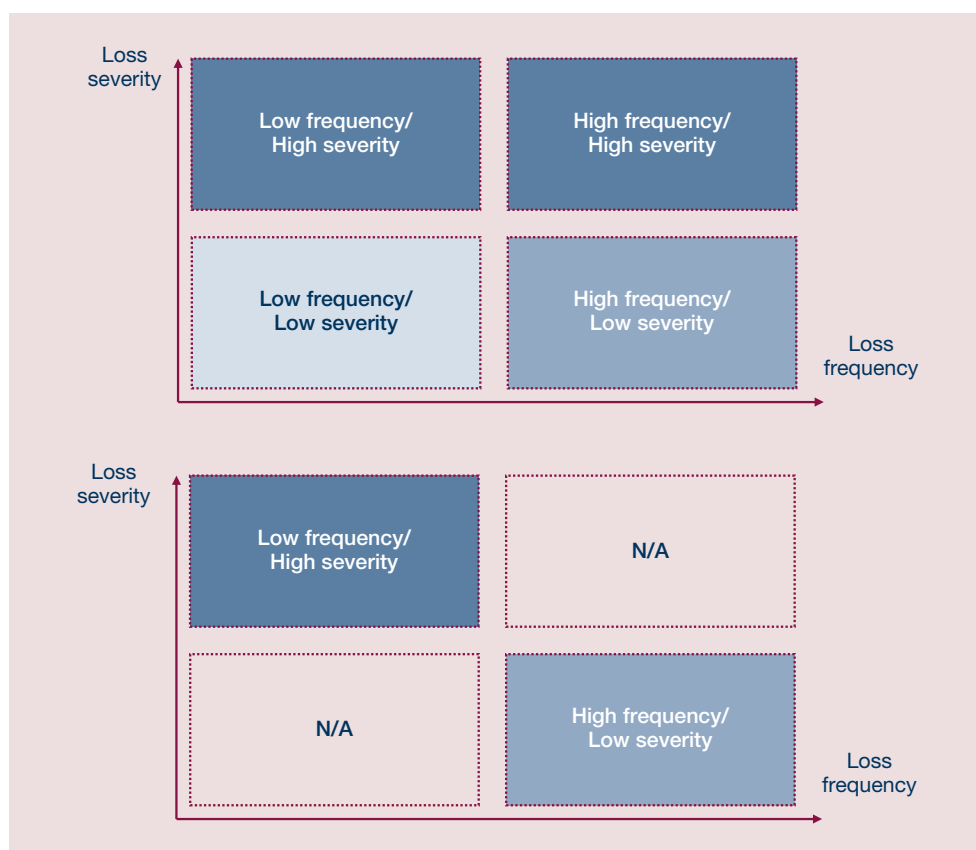 Loss
severity
Low frequency/
High severity
High frequency/
High severity
Low frequency/
Low severity
High frequency/
Low severity
Loss
frequency
Loss
severity
Low frequency/
High severity
N/A
N/A
High frequency/
Low severity
Loss
frequency